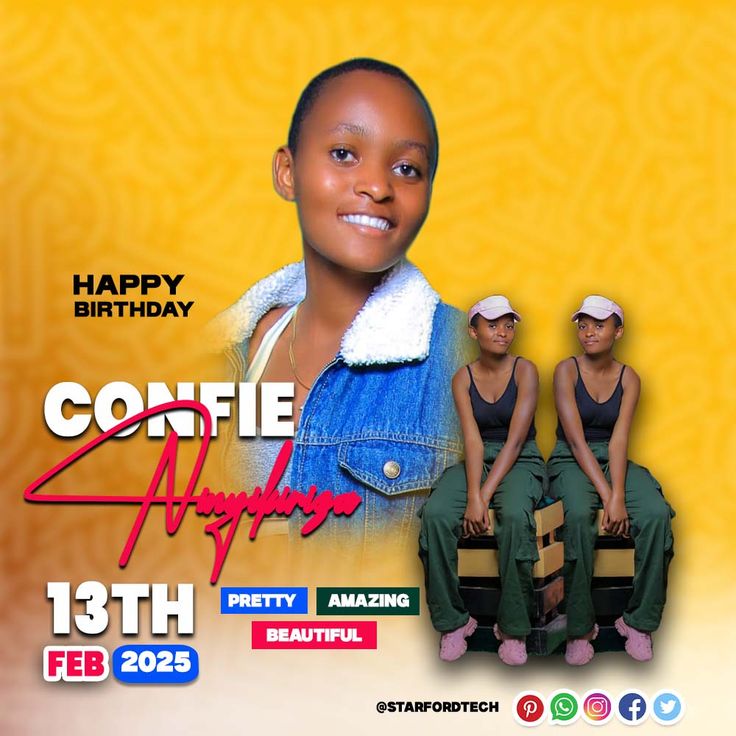 HAPPY
BIRTHDAY
CONFIE
13TH
FEB 2025
PRETTY AMAZING
BEAUTIFUL
@STARFORDTECH